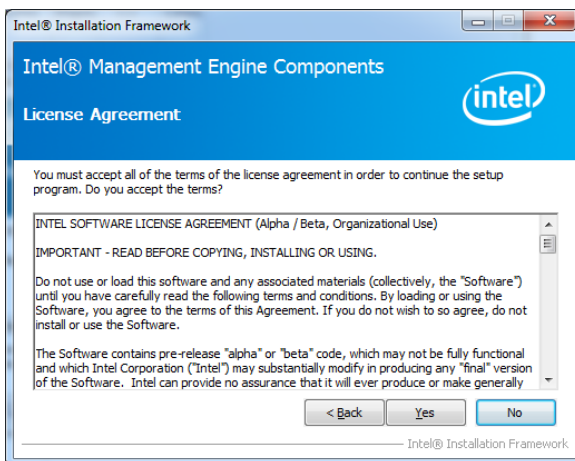 Intel® Installation Framework
Intel® Management Engine Components
License Agreement
intel
You must accept all of the terms of the license agreement in order to continue the setup
program. Do you accept the terms?
INTEL SOFTWARE LICENSE AGREEMENT (Alpha / Beta, Organizational Use)
IMPORTANT - READ BEFORE COPYING, INSTALLING OR USING.
Do not use or load this software and any associated materials (collectively, the "Software")
until you have carefully read the following terms and conditions. By loading or using the
Software, you agree to the terms of this Agreement. If you do not wish to so agree, do not
install or use the Software.
The Software contains pre-release "alpha" or "beta" code, which may not be fully functional
and which Intel Corporation ("Intel") may substantially modify in producing any "final" version
of the Software.  Intel can provide no assurance that it will ever produce or make generally
< Back Yes No
Intel® Installation Framework